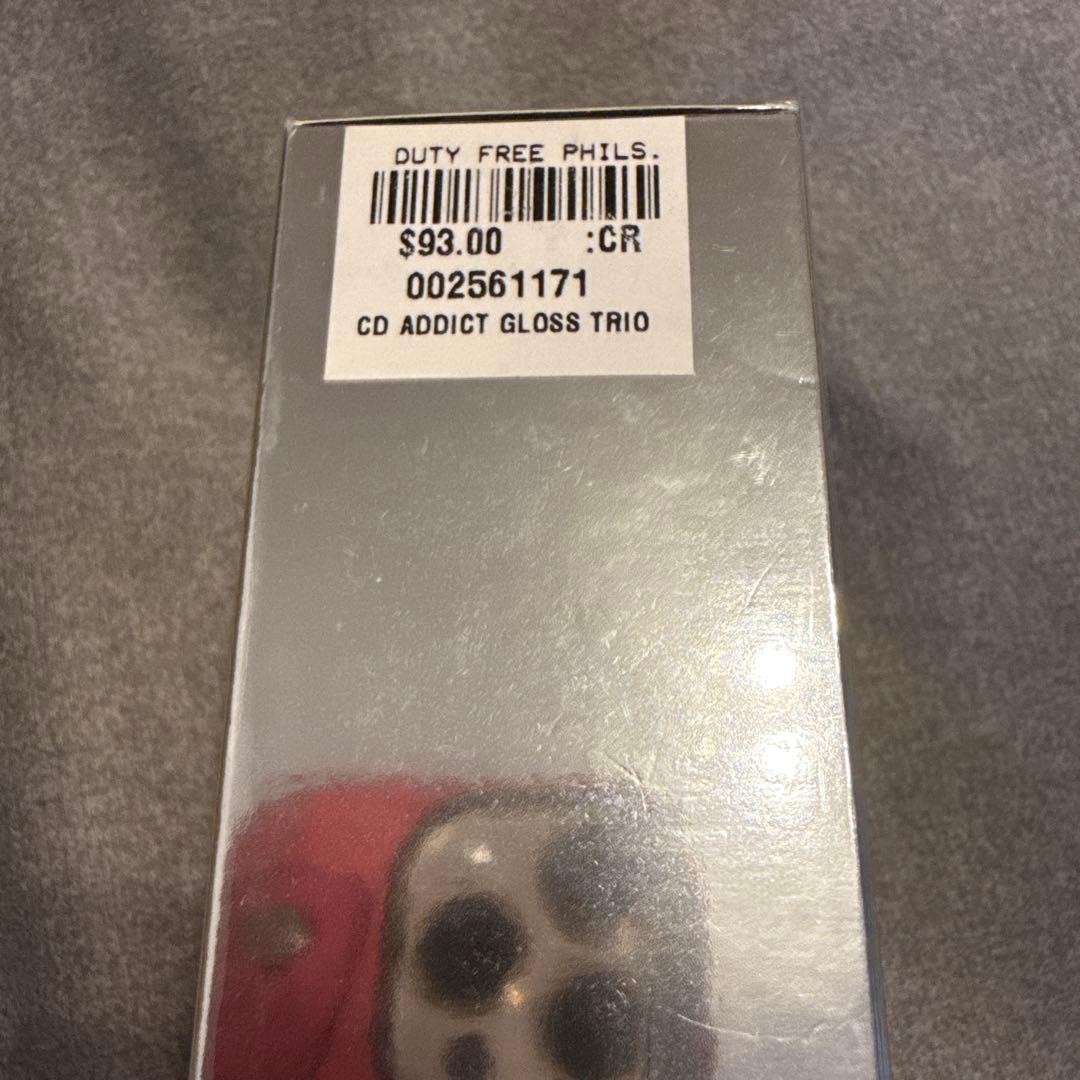 DUTY FREE PHILS.
$93.00 :CR
002561171
CD ADDICT GLOSS TRIO